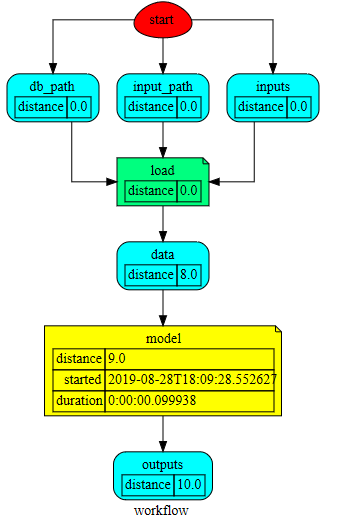 start
db_path input_path inputs
distance 0.0 distance 0.0 distance 0.0
load
distance 0.0
data
distance 8.0
model
distance 9.0
started 2019-08-28T18:09:28.552627
duration 0:00:00.099938
outputs
distance 10.0
workflow